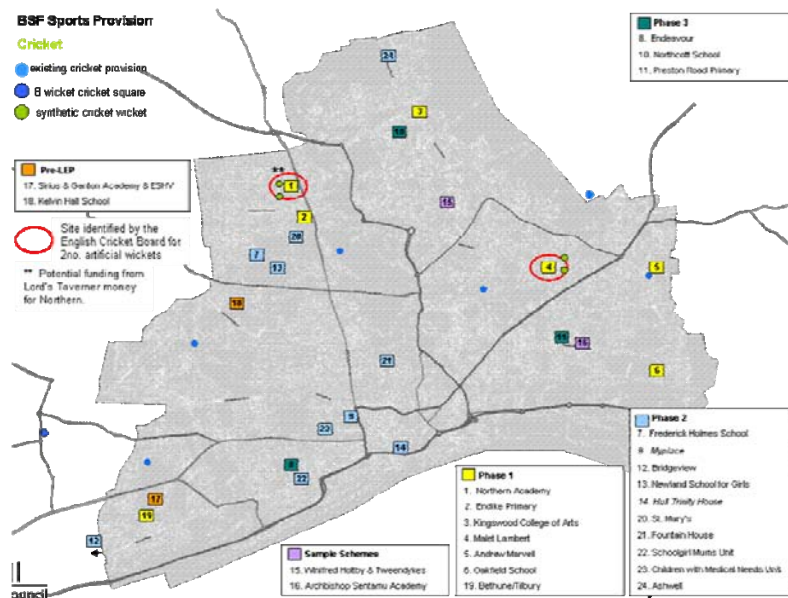 BSF Sports Provision
Cricket
existing cricket provision
8 wicket cricket square
synthetic cricket wicket
Phase 3
8. Endeavour
10. Northcott School
11. Preston Road Primary
Pre-LEP
17. Sirius & Ganton Academy & ESHV
18. Kelvin Hall School
Site identified by the
English Cricket Board for
2no. artificial wickets
** Potential funding from
Lord's Taverner money
for Northern.
24
3
10
**
1
15
2
20
7
13
4
5
18
11
16
21
6
9
23
14
8
22
17
19
12
Phase 2
7. Frederick Holmes School
9 Myplace
12. Bridgeview
13. Newland School for Girls
14. Hull Trinity House
20. St. Mary's
21. Fountain House
22. Schoolgirl Mums Unit
23. Children with Medical Needs Unit
24. Ashwell
Phase 1
1. Northern Academy
2. Endike Primary
3. Kingswood College of Arts
4. Malet Lambert
5. Andrew Marvell
6. Oakfield School
19. Bethune/Tilbury
Sample Schemes
15. Winifred Holtby & Tweendykes
16. Archbishop Sentamu Academy
council